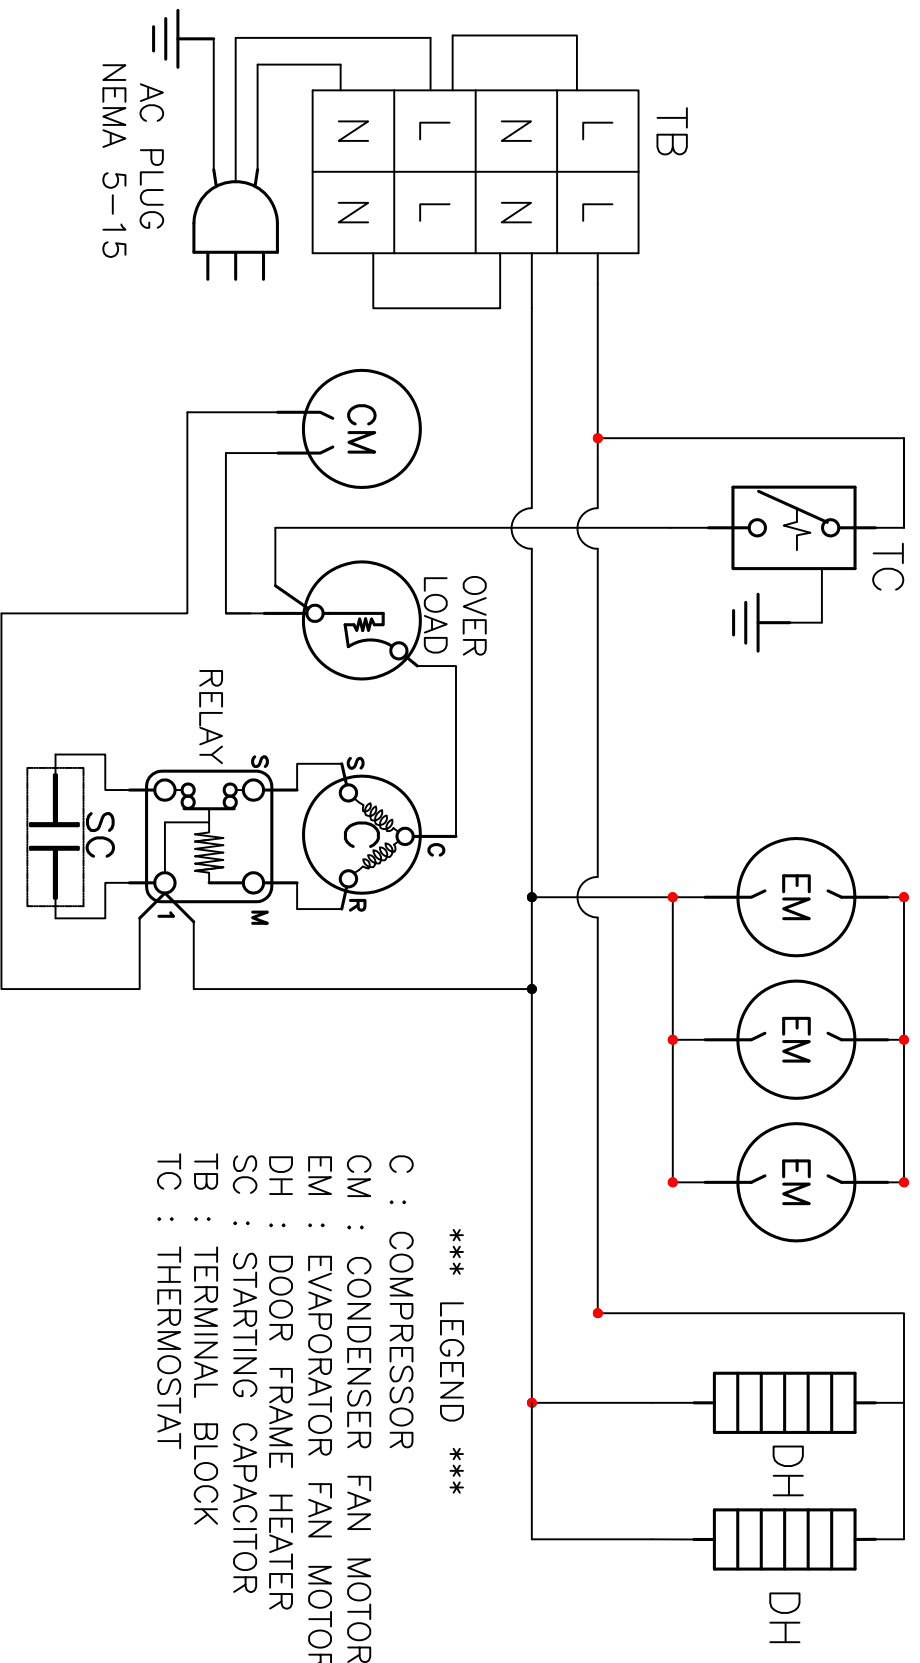 TB
L L
N N
L L
N N
AC PLUG
NEMA 5-15
TC
CM
OVER
LOAD
RELAY
S
M
1
SC
S
C
R
C
EM
EM
EM
DH
DH
*** LEGEND ***
C : COMPRESSOR
CM : CONDENSER FAN MOTOR
EM : EVAPORATOR FAN MOTOR
DH : DOOR FRAME HEATER
SC : STARTING CAPACITOR
TB : TERMINAL BLOCK
TC : THERMOSTAT